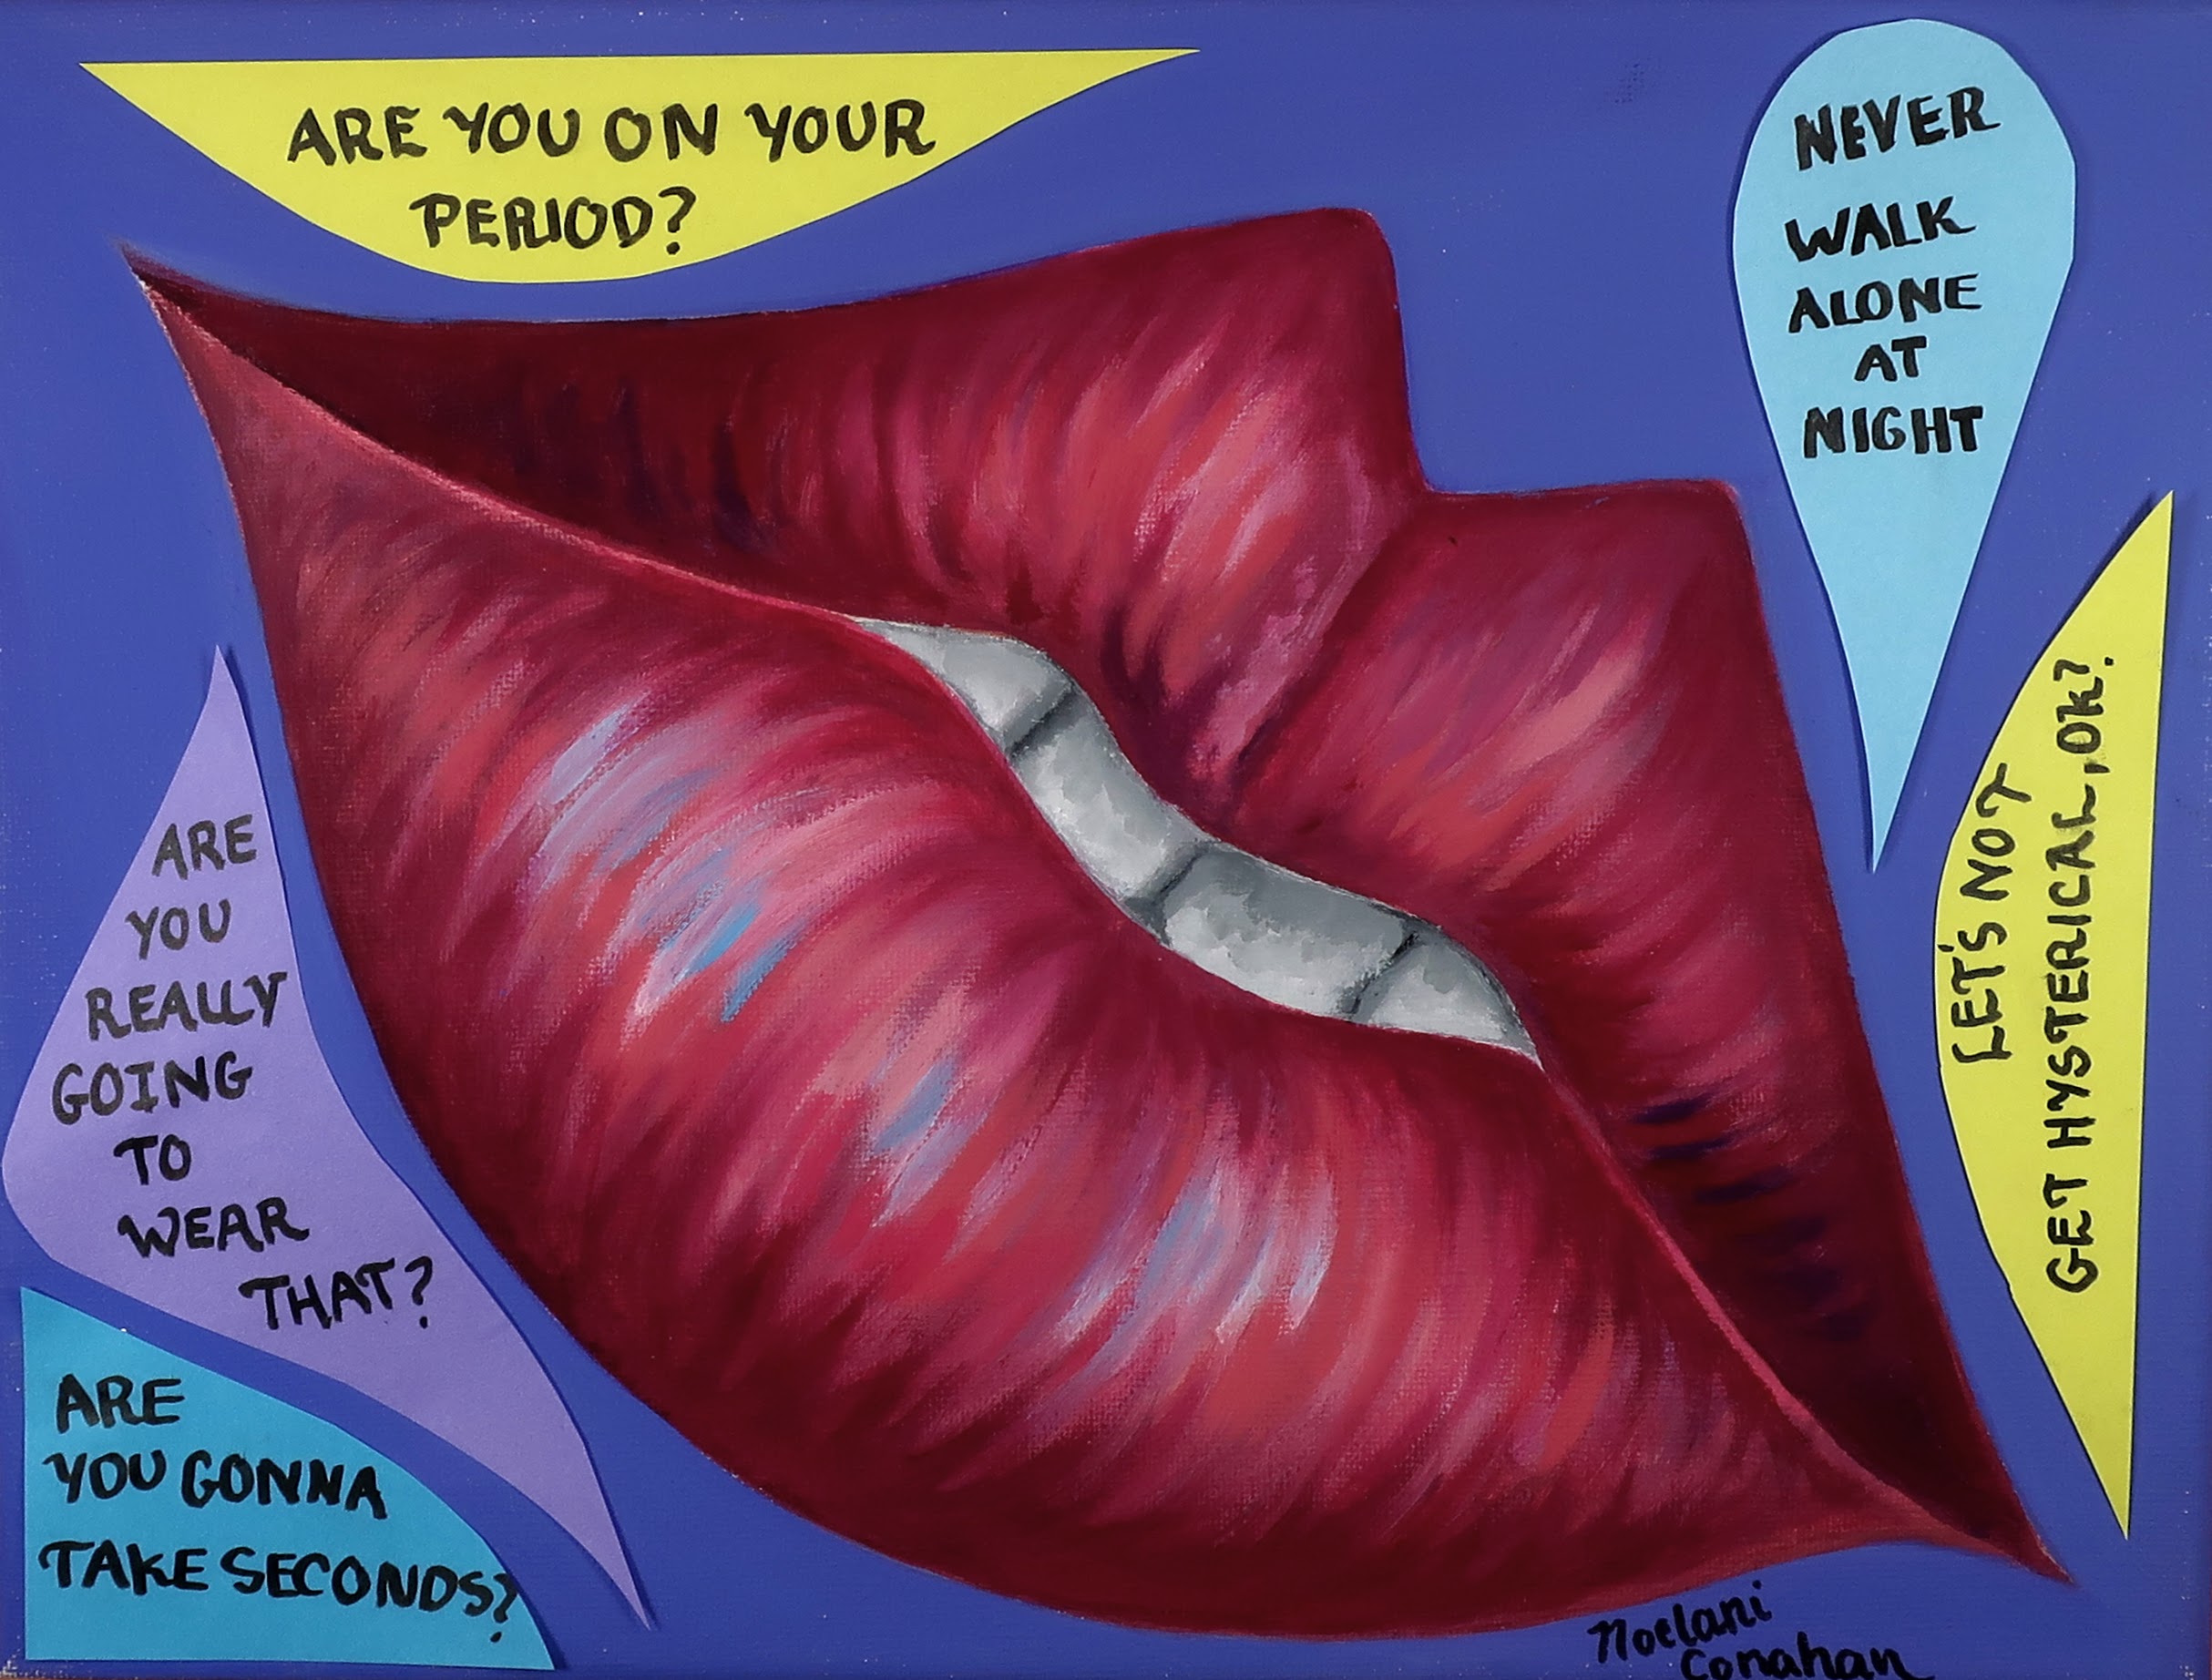 ARE YOU ON YOUR
PERIOD?
NEVER
WALK
ALONE
AT
NIGHT
LET'S NOT
GET HYSTERICAL, OK?
ARE
YOU
REALLY
GOING
TO
WEAR
THAT?
ARE
YOU GONNA
TAKE SECONDS?
Noelani
Conahan